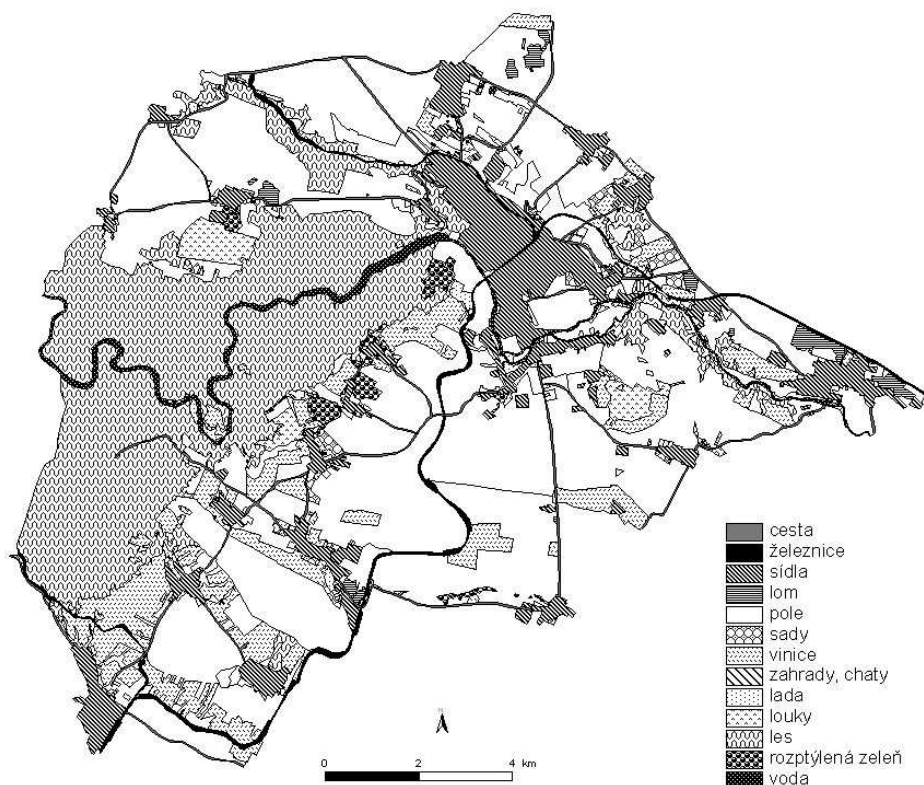 cesta
železnice
sídla
lom
pole
sady
vinice
zahrady, chaty
lada
louky
les
rozptýlená zeleň
voda
0 2 4 km